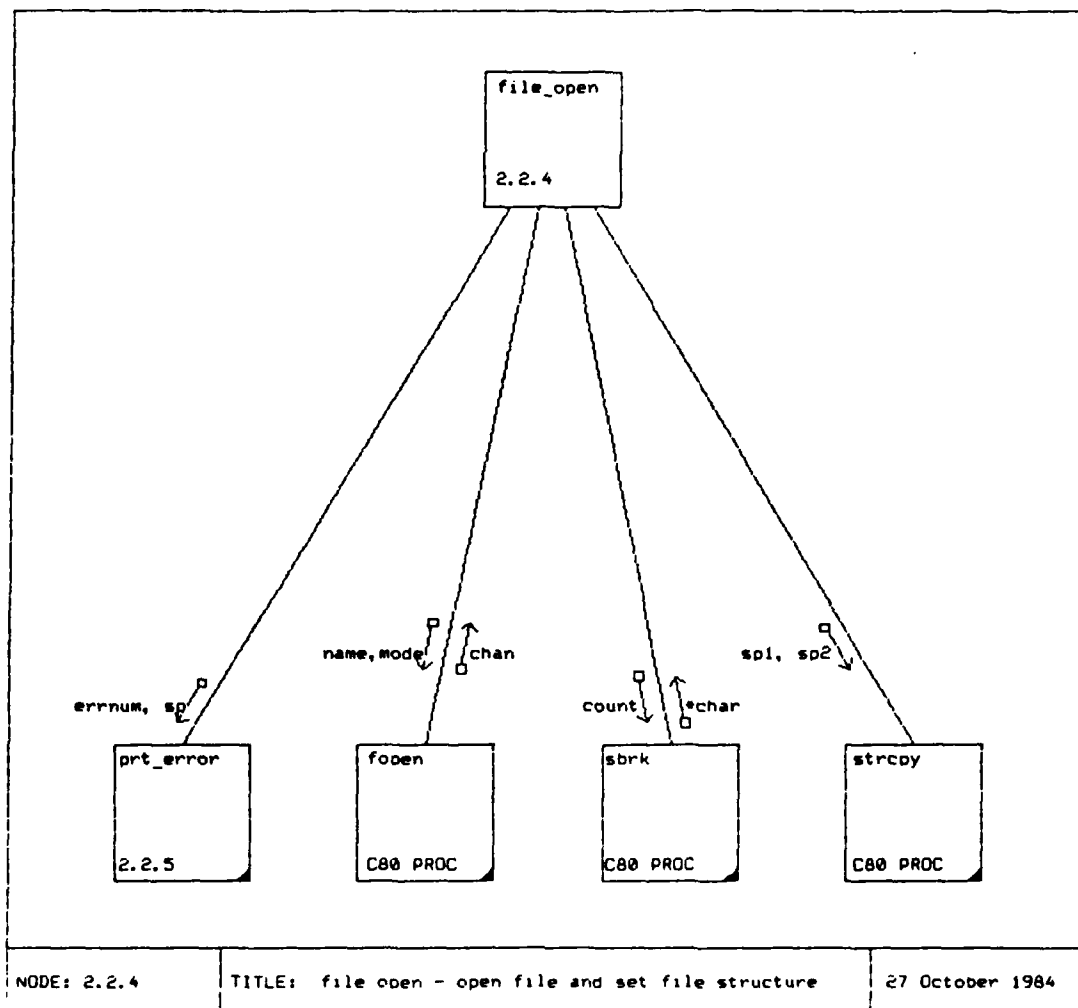 file_open
2.2.4
name,mode
chan
sp1, sp2
errnum, sp
count
*char
prt_error
fopen
sbrk
strcpy
2.2.5
C80 PROC
C80 PROC
C80 PROC
NODE: 2.2.4
TITLE: file open - open file and set file structure
27 October 1984